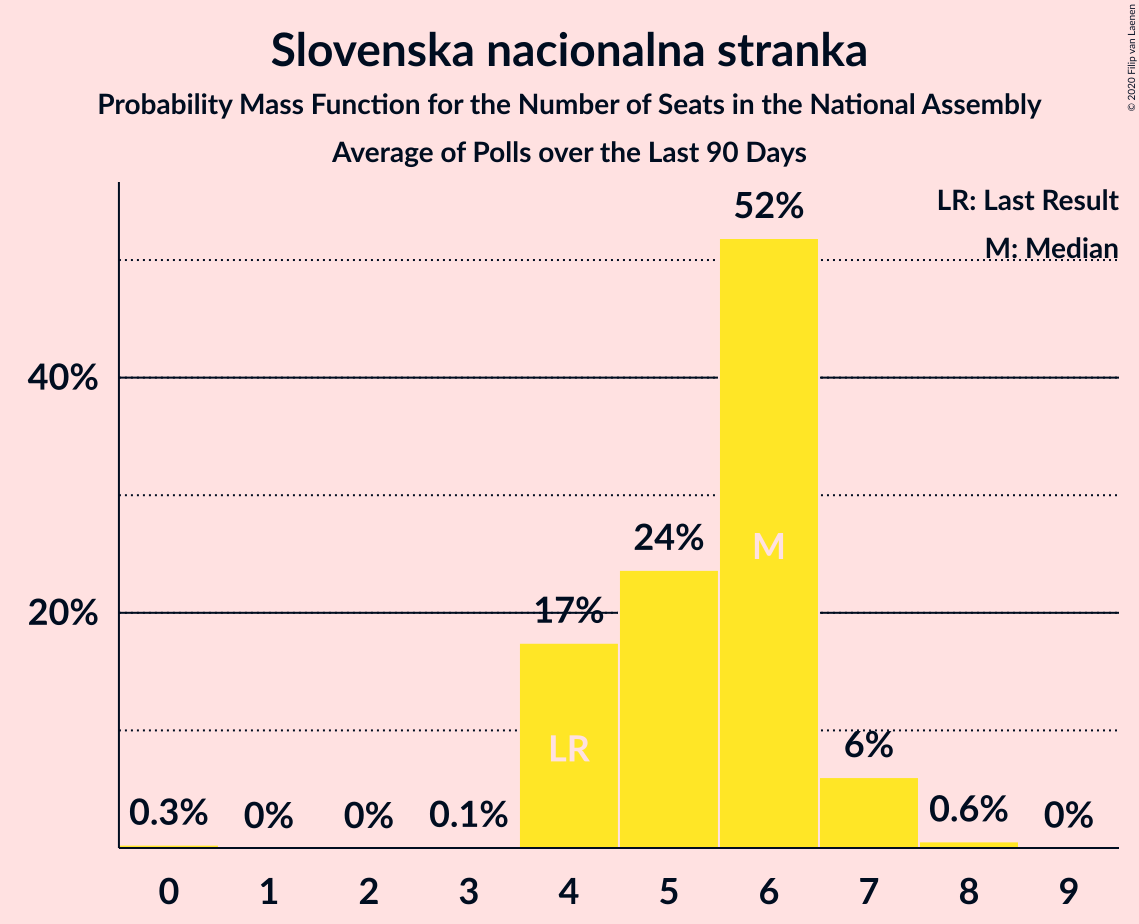 Slovenska nacionalna stranka
Probability Mass Function for the Number of Seats in the National Assembly
Average of Polls over the Last 90 Days
© 2020 Filip van Laenen
LR: Last Result
M: Median
52%
40%
24%
M
20%
17%
LR
6%
0.3%
0%
0%
0.1%
0.6%
0%
0 1 2 3 4 5 6 7 8 9